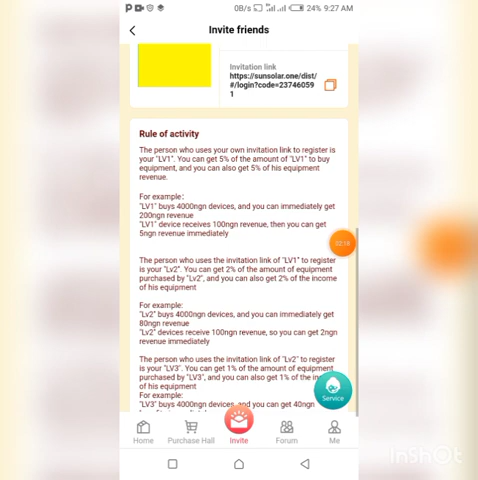 0B/s 24% 9:27 AM
Invite friends
Invitation link
https://sunsolar.one/dist/
#/login?code=23746059
1
Rule of activity
The person who uses your own invitation link to register
is your "LV1". You can get 5% of the amount of "LV1" to buy
equipment, and you can also get 5% of his equipment
revenue.
For example:
"LV1" buys 4000ngn devices, and you can immediately get
200ngn revenue
"LV1" device receives 100ngn revenue, then you can get
5ngn revenue immediately
02:18
The person who uses the invitation link of "LV1" to register
is your "Lv2". You can get 2% of the amount of equipment
purchased by "Lv2", and you can also get 2% of the income
of his equipment
For example:
"Lv2" buys 4000ngn devices, and you can immediately get
80ngn revenue
"Lv2" devices receive 100ngn revenue, so you can get 2ngn
revenue immediately
The person who uses the invitation link of "Lv2" to register
is your "LV3". You can get 1% of the amount of equipment
purchased by "LV3", and you can also get 1% of the
of his equipment
For example:
"LV3" buys 4000ngn devices, and you can get 40ngn
Service
Home Purchase Hall Invite Forum Me
InShOt